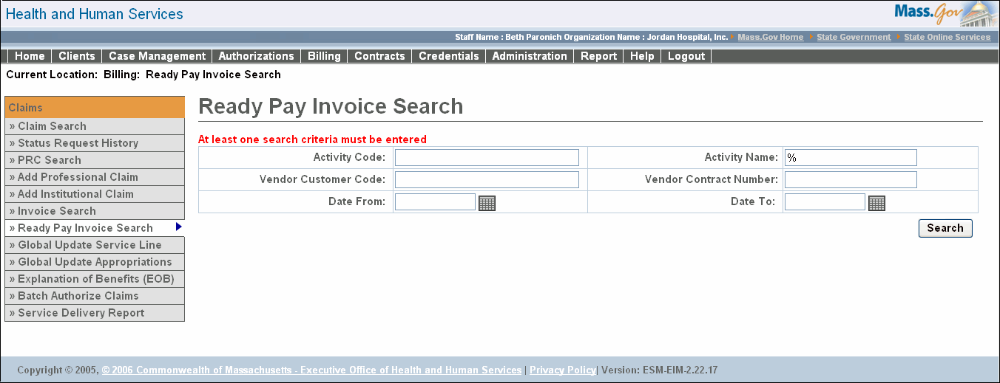 Health and Human Services
Mass.Gov
Staff Name : Beth Paronich Organization Name : Jordan Hospital, Inc. Mass.Gov Home State Government State Online Services
Home Clients Case Management Authorizations Billing Contracts Credentials Administration Report Help Logout
Current Location: Billing: Ready Pay Invoice Search
Claims
» Claim Search
» Status Request History
» PRC Search
» Add Professional Claim
» Add Institutional Claim
» Invoice Search
» Ready Pay Invoice Search
» Global Update Service Line
» Global Update Appropriations
» Explanation of Benefits (EOB)
» Batch Authorize Claims
» Service Delivery Report
Ready Pay Invoice Search
At least one search criteria must be entered
Activity Code: Activity Name: %
Vendor Customer Code: Vendor Contract Number:
Date From: Date To:
Search
Copyright © 2005, © 2006 Commonwealth of Massachusetts - Executive Office of Health and Human Services | Privacy Policy| Version: ESM-EIM-2.22.17